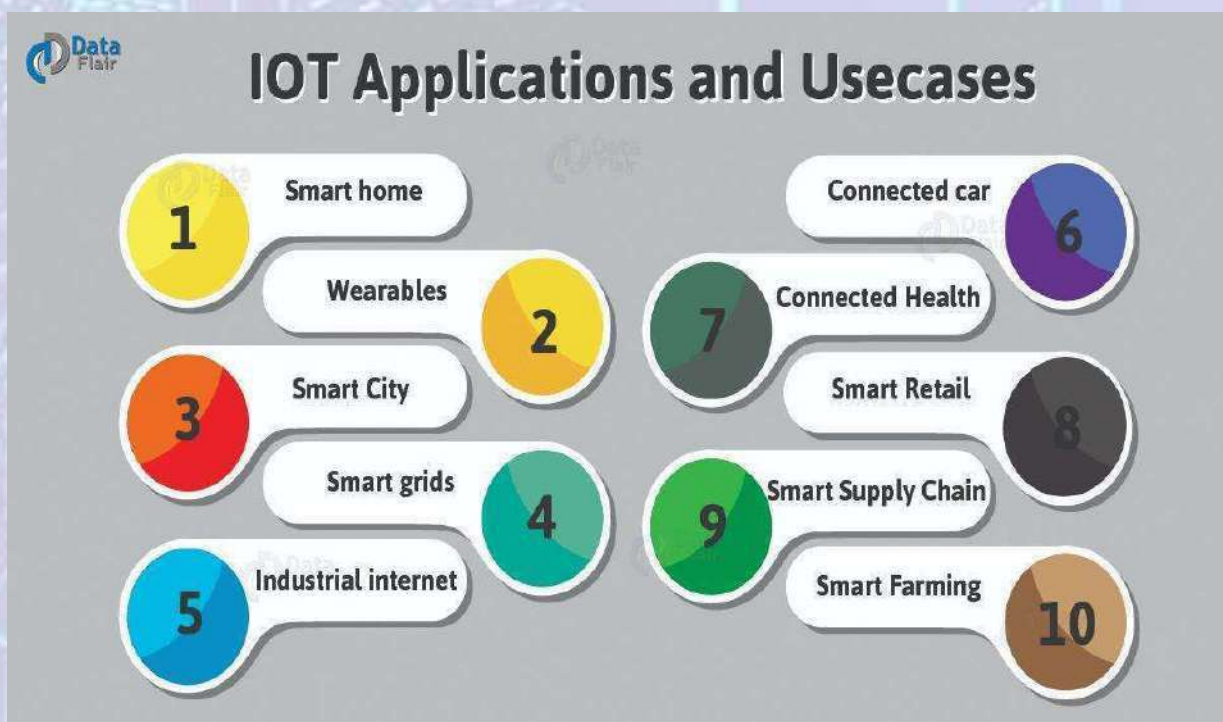 Data
Flair
IOT Applications and Usecases
1
Smart home
Wearables
2
3
Smart City
Smart grids
4
5
Industrial internet
Connected car
6
7
Connected Health
Smart Retail
8
9
Smart Supply Chain
Smart Farming
10